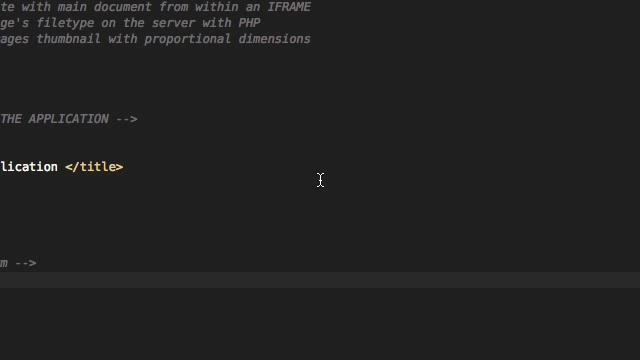 te with main document from within an IFRAME
ge's filetype on the server with PHP
ages thumbnail with proportional dimensions
THE APPLICATION -->
lication </title>
m -->